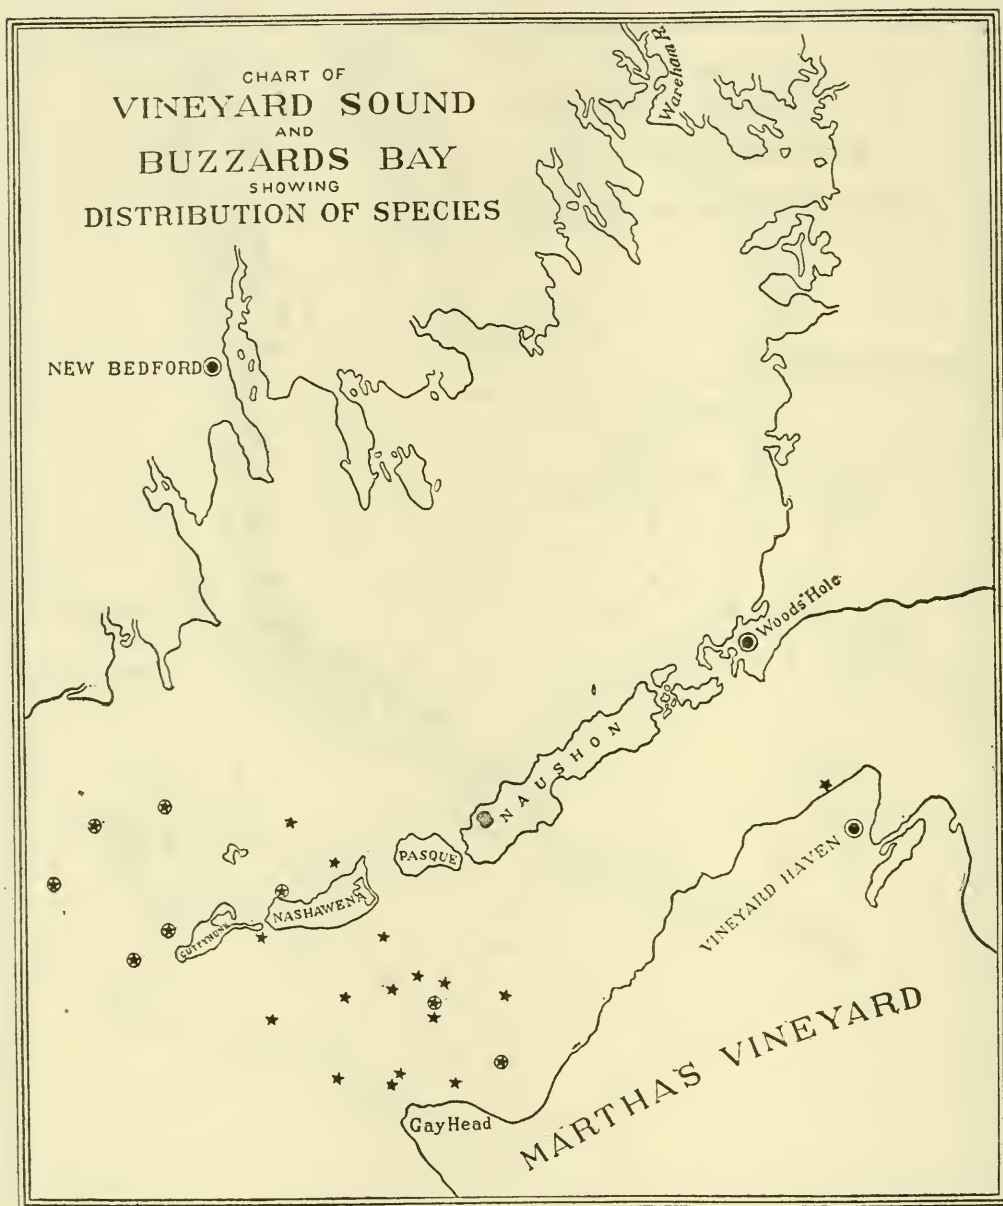 CHART OF
VINEYARD SOUND
AND
BUZZARDS BAY
SHOWING
DISTRIBUTION OF SPECIES
Wareham R.
NEW BEDFORD
Woods Hole
NAUSHON
PASQUE
NASHAWENA
CUTTYHUNK
VINEYARD HAVEN
MARTHA'S VINEYARD
Gay Head